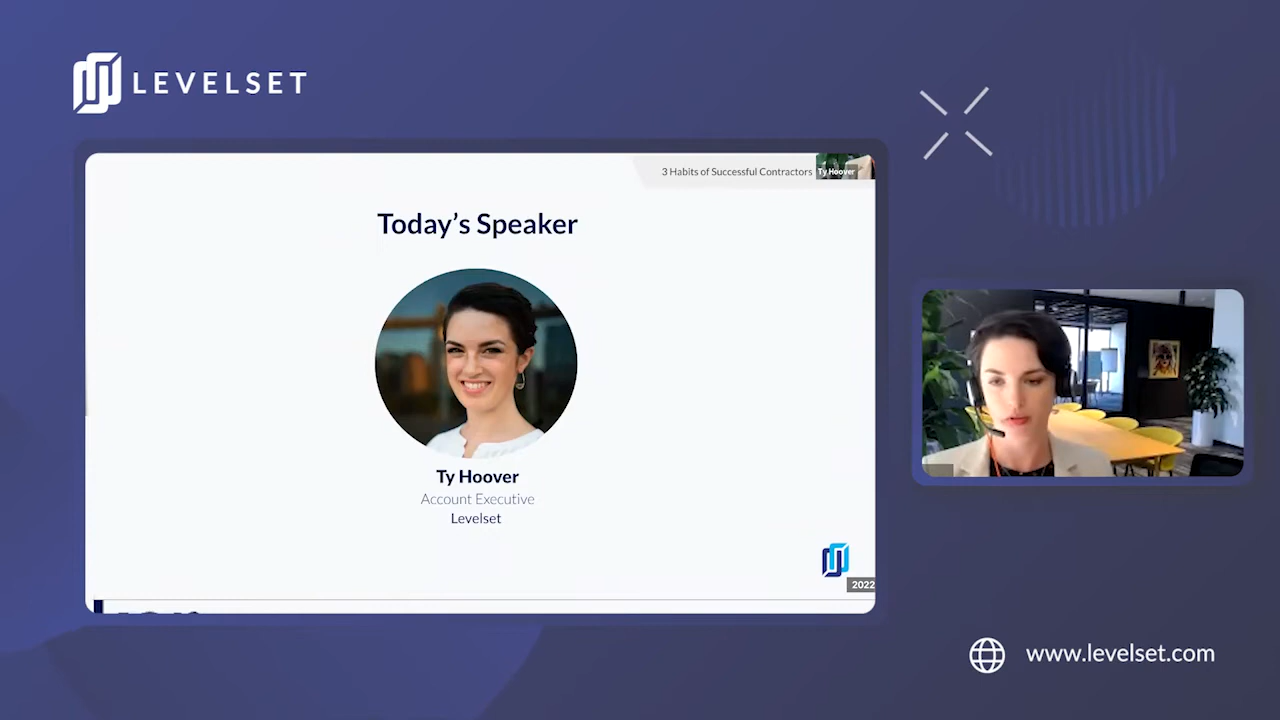 LEVELSET
3 Habits of Successful Contractors
Ty Hoover
Today's Speaker
Ty Hoover
Account Executive
Levelset
2022
www.levelset.com